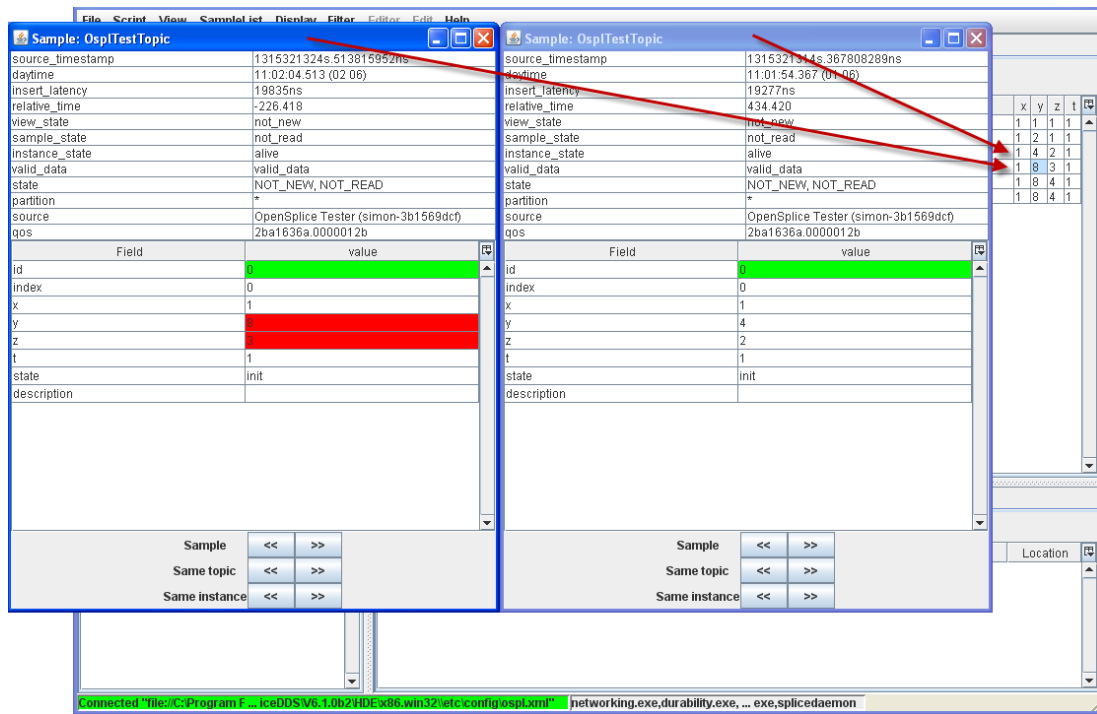 File Script View SampleList Display Filter Editor Edit Help
Sample: OsplTestTopic
source_timestamp 1315321324s.513815952ns
daytime 11:02:04.513 (02 06)
insert_latency 19835ns
relative_time -226.418
view_state not_new
sample_state not_read
instance_state alive
valid_data valid_data
state NOT_NEW, NOT_READ
partition *
source OpenSplice Tester (simon-3b1569dcf)
qos 2ba1636a.0000012b
Field value
id 0
index 0
x 1
y 8
z 3
t 1
state init
description
Sample << >>
Same topic << >>
Same instance << >>
Sample: OsplTestTopic
source_timestamp 1315321314s.367808289ns
daytime 11:01:54.367 (01 06)
insert_latency 19277ns
relative_time 434.420
view_state not_new
sample_state not_read
instance_state alive
valid_data valid_data
state NOT_NEW, NOT_READ
partition *
source OpenSplice Tester (simon-3b1569dcf)
qos 2ba1636a.0000012b
Field value
id 0
index 0
x 1
y 4
z 2
t 1
state init
description
Sample << >>
Same topic << >>
Same instance << >>
x y z t
1 1 1 1
1 2 1 1
1 4 2 1
1 8 3 1
1 8 4 1
1 8 4 1
Location
Connected "file://C:\Program F ... iceDDS\V6.1.0b2\HDE\x86.win32\\etc\config\ospl.xml" networking.exe,durability.exe, ... exe,splicedaemon